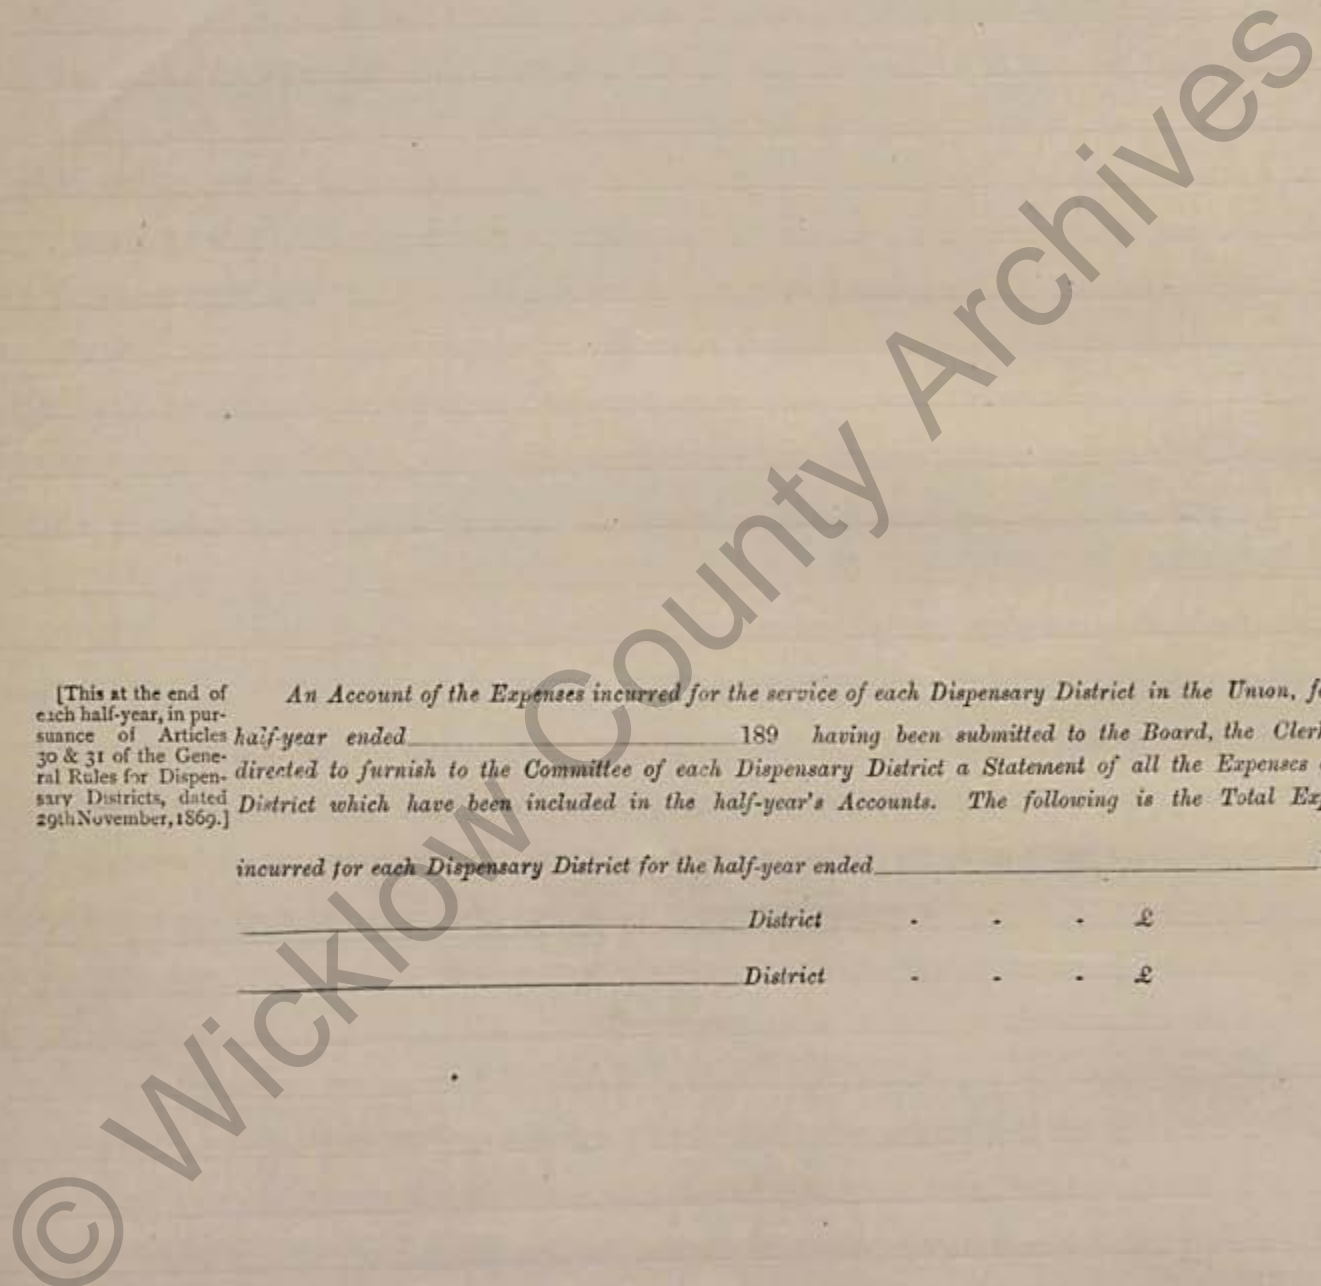 [This at the end of
each half-year, in pur-
suance of Articles
30 & 31 of the Gene-
ral Rules for Dispen-
sary Districts, dated
29th November, 1869.]
An Account of the Expenses incurred for the service of each Dispensary District in the Union, f
half-year ended 189 having been submitted to the Board, the Cler
directed to furnish to the Committee of each Dispensary District a Statement of all the Expenses
District which have been included in the half-year's Accounts. The following is the Total Ex
incurred for each Dispensary District for the half-year ended
District - - - £
District - - - £
© Wicklow County Archives